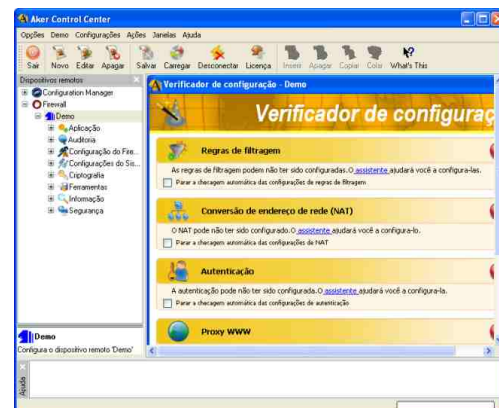 Aker Control Center
Opções Demo Configurações Ações Janelas Ajuda
Sair Novo Editar Apagar Salvar Carregar Desconectar Licença Inserir Apagar Copiar Colar What's This
Dispositivos remotos
Configuration Manager
Firewall
Demo
Aplicação
Auditoria
Configuração do Fire...
Configurações do Sis...
Criptografia
Ferramentas
Informação
Segurança
Demo
Configura o dispositivo remoto 'Demo'
Verificador de configuração - Demo
Verificador de configuraç
Regras de filtragem
As regras de filtragem podem não ter sido configuradas.O assistente ajudará você a configura-las.
Parar a checagem automática das configurações de regras de filtragem
Conversão de endereço de rede (NAT)
O NAT pode não ter sido configurado.O assistente ajudará você a configura-lo.
Parar a checagem automática das configurações de NAT
Autenticação
A autenticação pode não ter sido configurada.O assistente ajudará você a configura-la.
Parar a checagem automática das configurações de autenticação
Proxy WWW
Ajuda